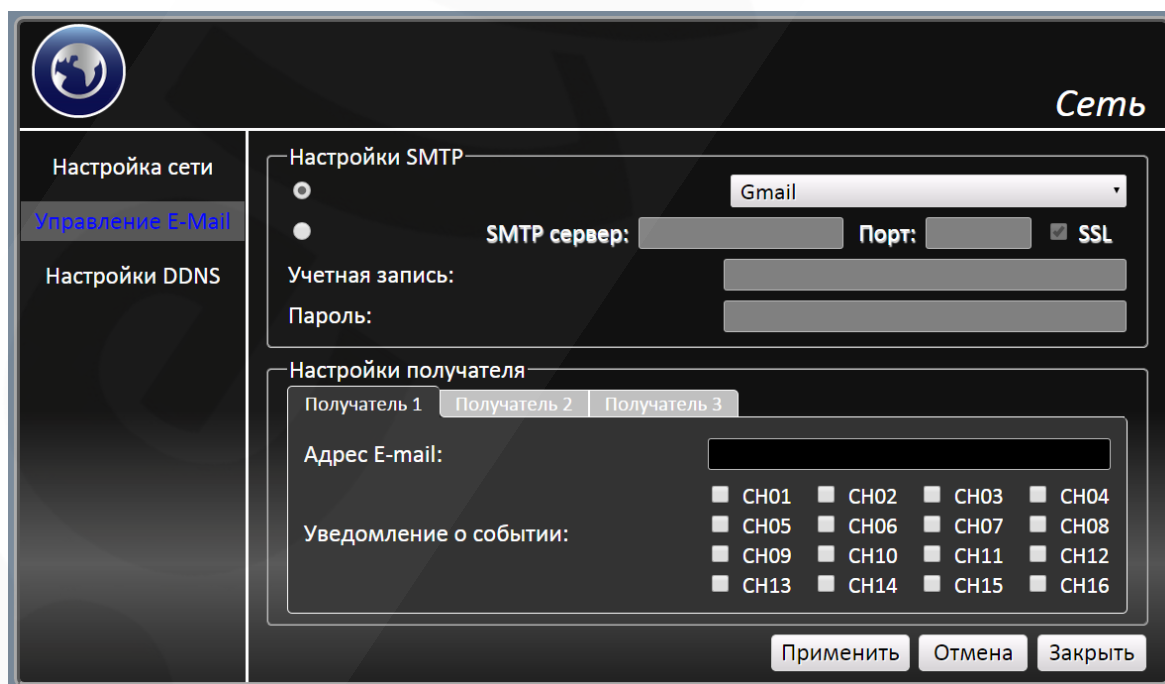 Сеть
Настройка сети
Управление E-Mail
Настройки DDNS
Настройки SMTP
Gmail
SMTP сервер: Порт: SSL
Учетная запись:
Пароль:
Настройки получателя
Получатель 1 Получатель 2 Получатель 3
Адрес E-mail:
Уведомление о событии:
CH01 CH02 CH03 CH04
CH05 CH06 CH07 CH08
CH09 CH10 CH11 CH12
CH13 CH14 CH15 CH16
Применить Отмена Закрыть